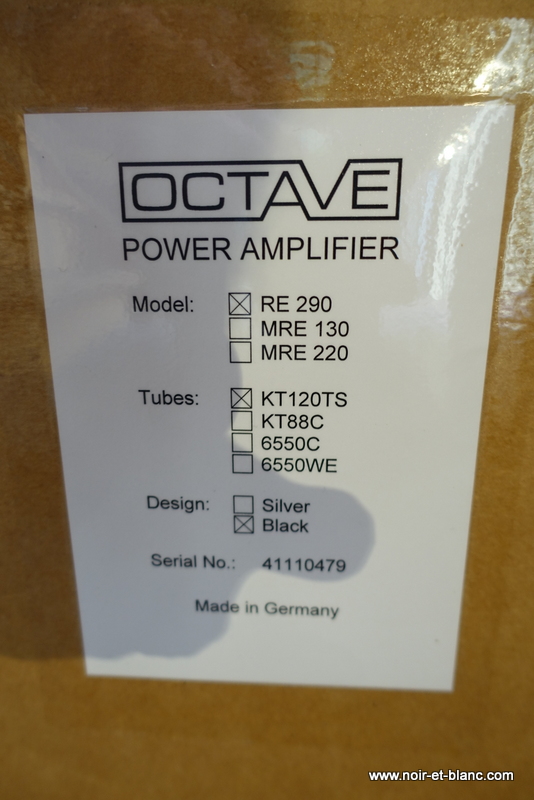 OCTAVE
POWER AMPLIFIER
Model: ☒ RE 290
☐ MRE 130
☐ MRE 220
Tubes: ☒ KT120TS
☐ KT88C
☐ 6550C
☐ 6550WE
Design: ☐ Silver
☒ Black
Serial No.: 41110479
Made in Germany
www.noir-et-blanc.com